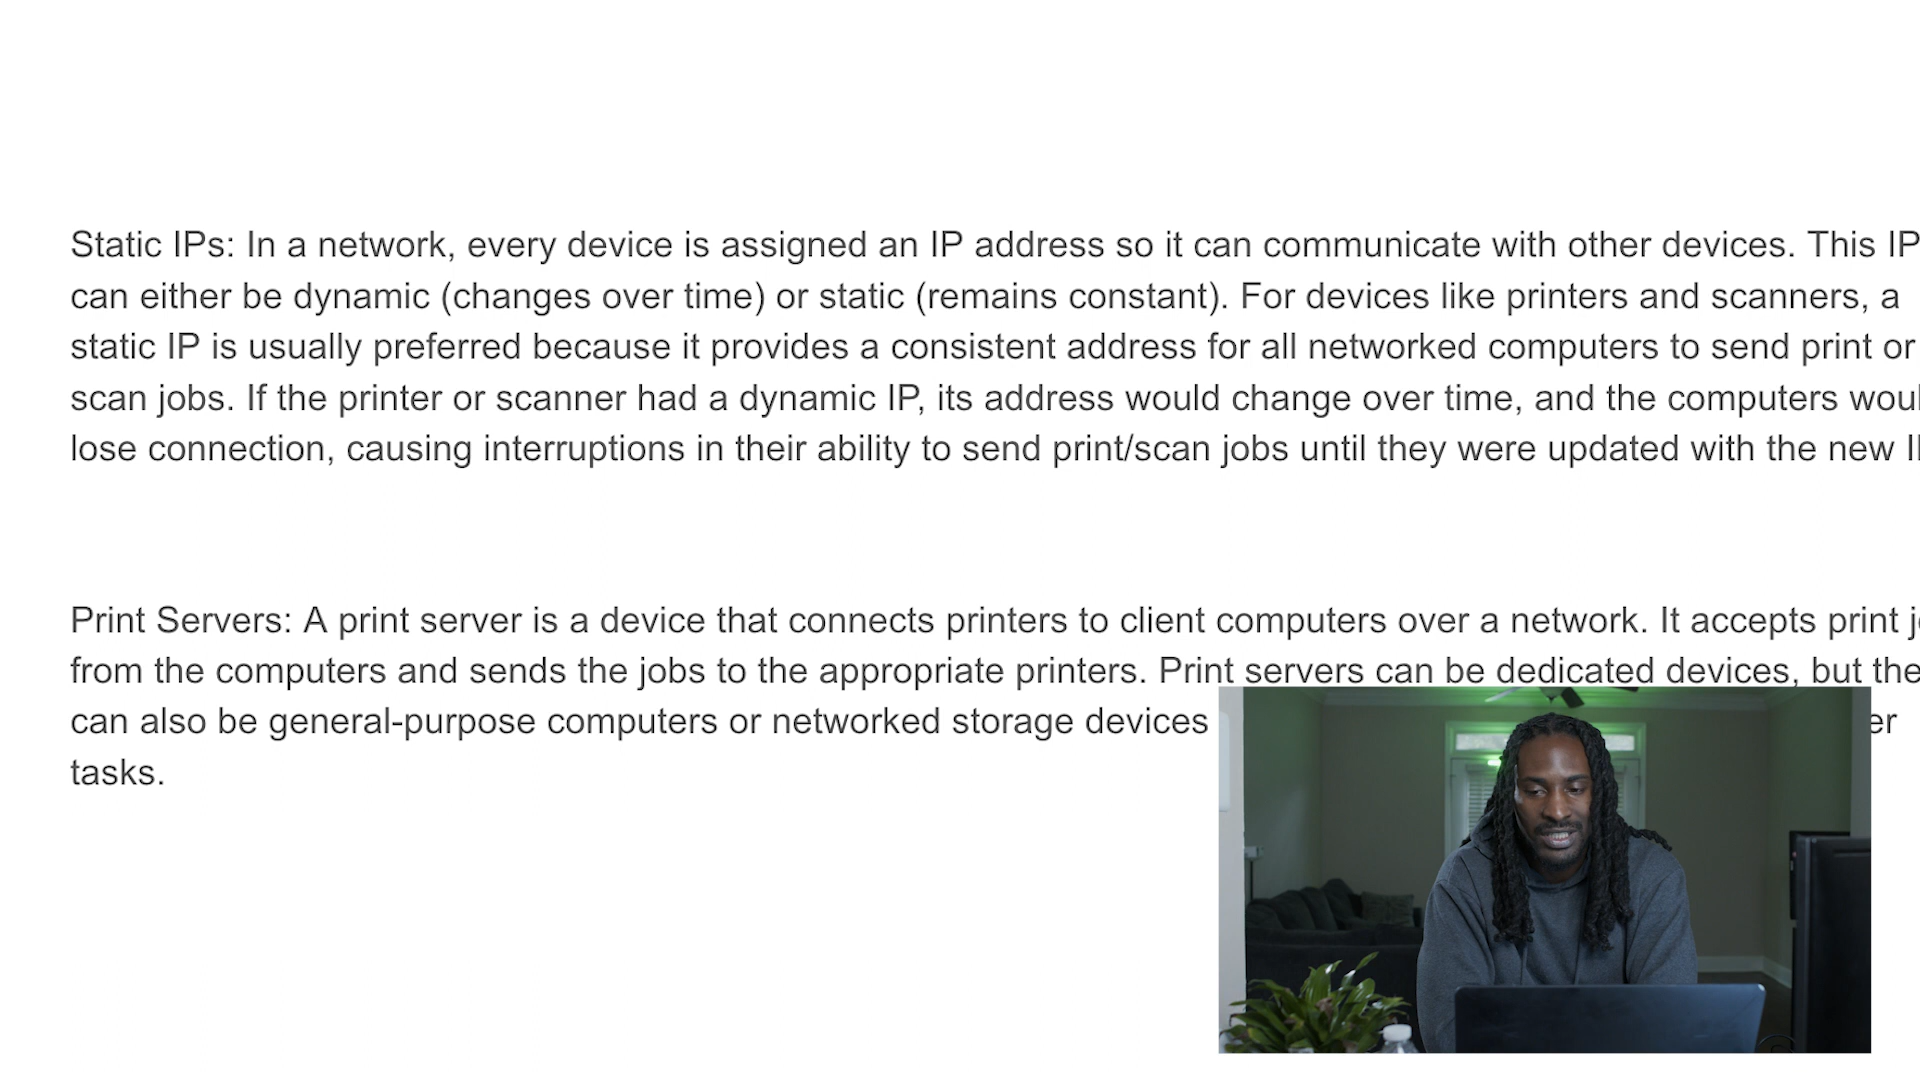 Static IPs: In a network, every device is assigned an IP address so it can communicate with other devices. This IP
can either be dynamic (changes over time) or static (remains constant). For devices like printers and scanners, a
static IP is usually preferred because it provides a consistent address for all networked computers to send print or
scan jobs. If the printer or scanner had a dynamic IP, its address would change over time, and the computers
lose connection, causing interruptions in their ability to send print/scan jobs until they were updated with the new
Print Servers: A print server is a device that connects printers to client computers over a network. It accepts print
from the computers and sends the jobs to the appropriate printers. Print servers can be dedicated devices, but
can also be general-purpose computers or networked storage devices
tasks.